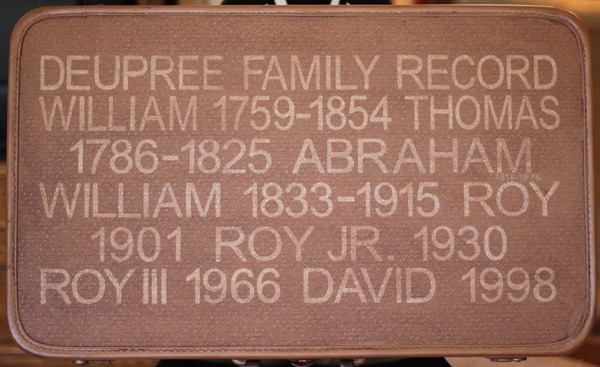 DEUPREE FAMILY RECORD
WILLIAM 1759-1854 THOMAS
1786-1825 ABRAHAM
WILLIAM 1833-1915 ROY
1901 ROY JR. 1930
ROY III 1966 DAVID 1998